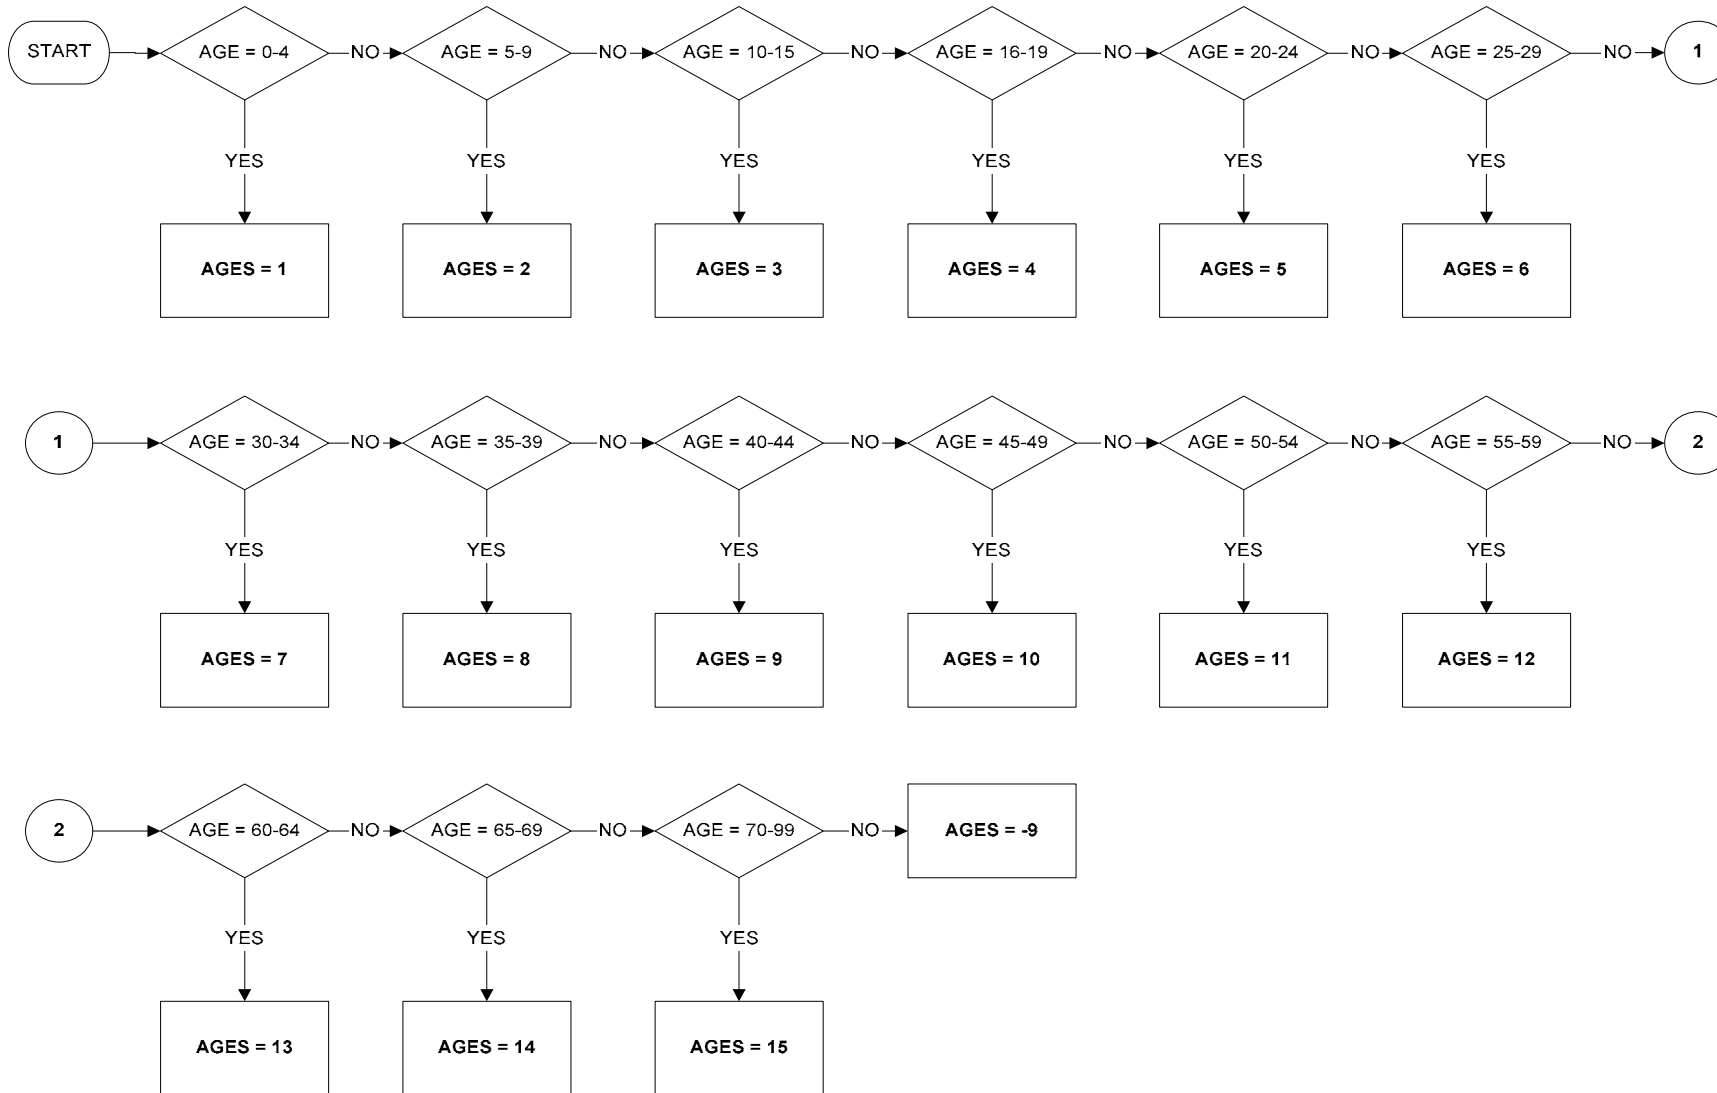 START
AGE = 0-4
NO
AGE = 5-9
NO
AGE = 10-15
NO
AGE = 16-19
NO
AGE = 20-24
NO
AGE = 25-29
NO
1
YES
YES
YES
YES
YES
YES
AGES = 1
AGES = 2
AGES = 3
AGES = 4
AGES = 5
AGES = 6
1
AGE = 30-34
NO
AGE = 35-39
NO
AGE = 40-44
NO
AGE = 45-49
NO
AGE = 50-54
NO
AGE = 55-59
NO
2
YES
YES
YES
YES
YES
YES
AGES = 7
AGES = 8
AGES = 9
AGES = 10
AGES = 11
AGES = 12
2
AGE = 60-64
NO
AGE = 65-69
NO
AGE = 70-99
NO
AGES = -9
YES
YES
YES
AGES = 13
AGES = 14
AGES = 15